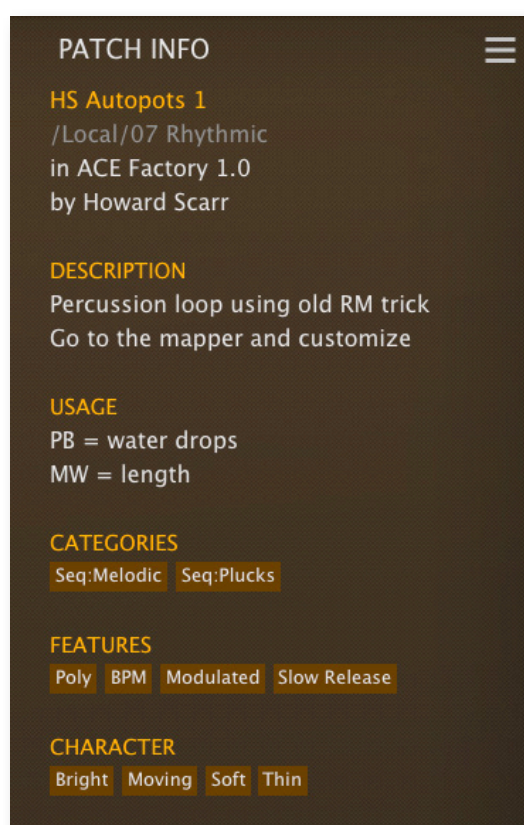 PATCH INFO
HS Autopots 1
/Local/07 Rhythmic
in ACE Factory 1.0
by Howard Scarr
DESCRIPTION
Percussion loop using old RM trick
Go to the mapper and customize
USAGE
PB = water drops
MW = length
CATEGORIES
Seq:Melodic Seq:Plucks
FEATURES
Poly BPM Modulated Slow Release
CHARACTER
Bright Moving Soft Thin